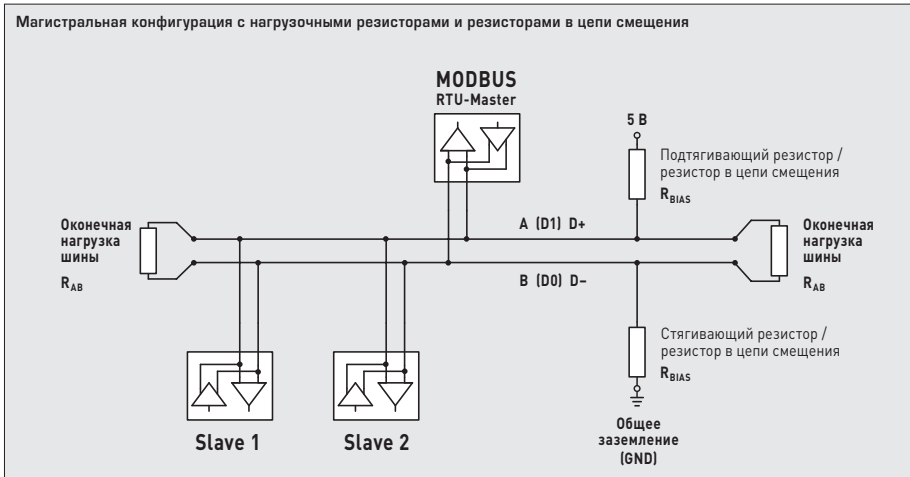 Магистральная конфигурация с нагрузочными резисторами и резисторами в цепи смещения
MODBUS
RTU-Master
5 В
Подтягивающий резистор /
резистор в цепи смещения
RBIAS
Оконечная
нагрузка
шины
RAB
A (D1) D+
B (D0) D−
Оконечная
нагрузка
шины
RAB
Стягивающий резистор /
резистор в цепи смещения
RBIAS
Общее
заземление
(GND)
Slave 1
Slave 2